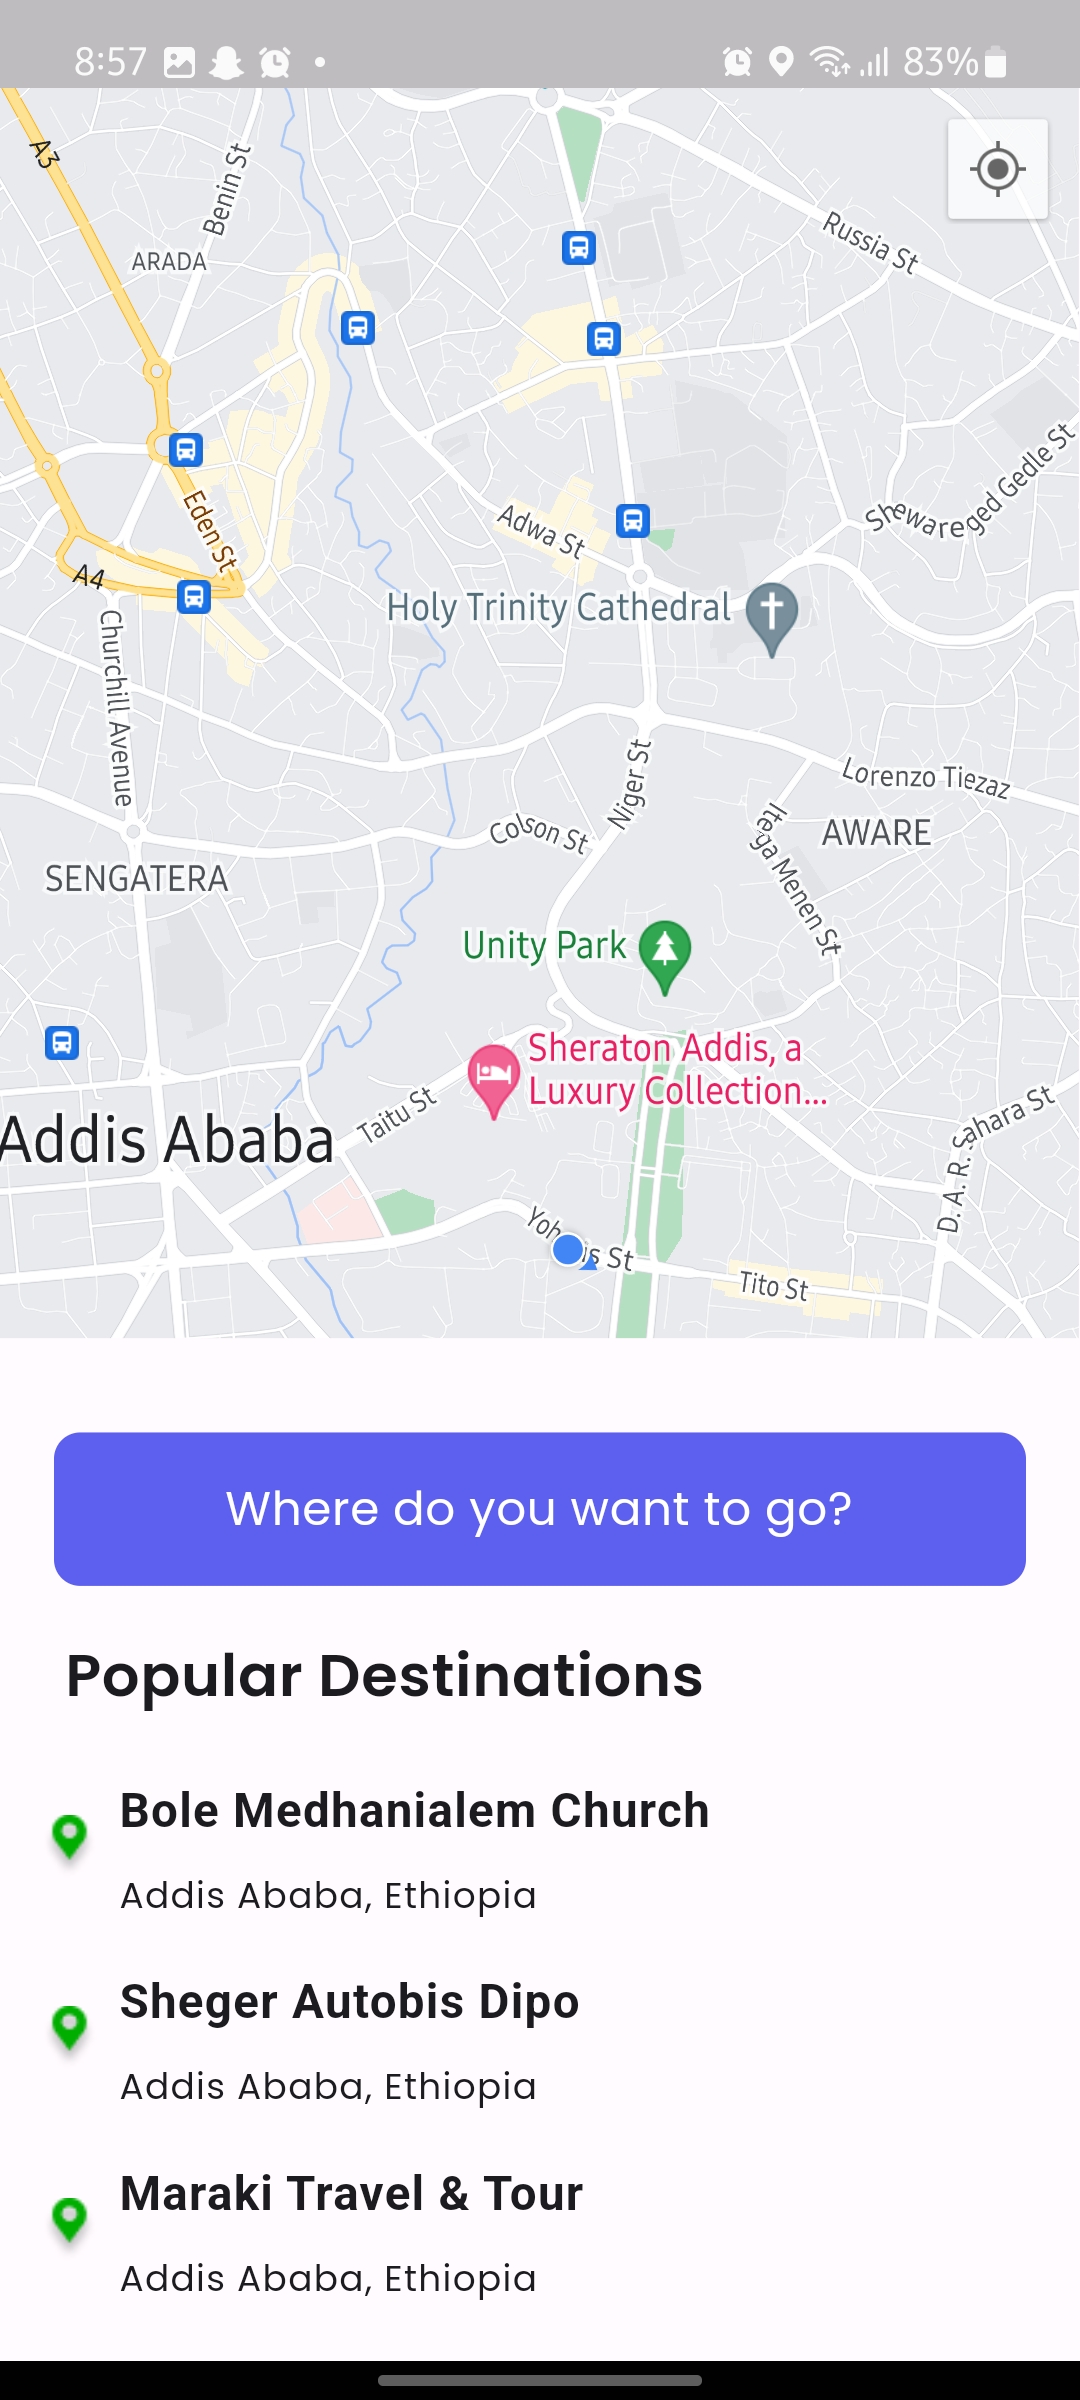 8:57
83%
A3
Benin St
ARADA
Russia St
Shewareged Gedle St
Eden St
Adwa St
A4
Holy Trinity Cathedral
Churchill Avenue
Niger St
Lorenzo Tiezaz
Colson St
AWARE
SENGATERA
Menen St
Unity Park
Sheraton Addis, a
Luxury Collection...
Taitu St
Addis Ababa
Sahara St
D. A. R.
St
Tito St
Where do you want to go?
Popular Destinations
Bole Medhanialem Church
Addis Ababa, Ethiopia
Sheger Autobis Dipo
Addis Ababa, Ethiopia
Maraki Travel & Tour
Addis Ababa, Ethiopia